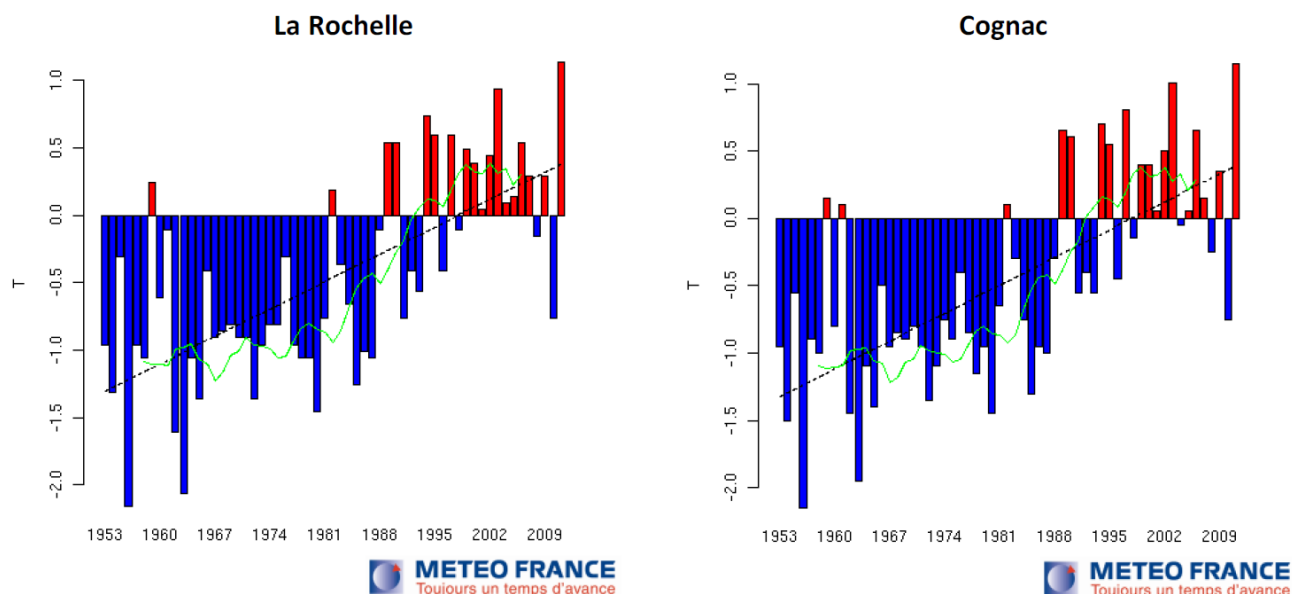 La Rochelle
1.0
0.5
0.0
-0.5
-1.0
-1.5
-2.0
T
1953 1960 1967 1974 1981 1988 1995 2002 2009
METEO FRANCE
Toujours un temps d'avance
Cognac
1.0
0.5
0.0
-0.5
-1.0
-1.5
-2.0
T
1953 1960 1967 1974 1981 1988 1995 2002 2009
METEO FRANCE
Toujours un temps d'avance